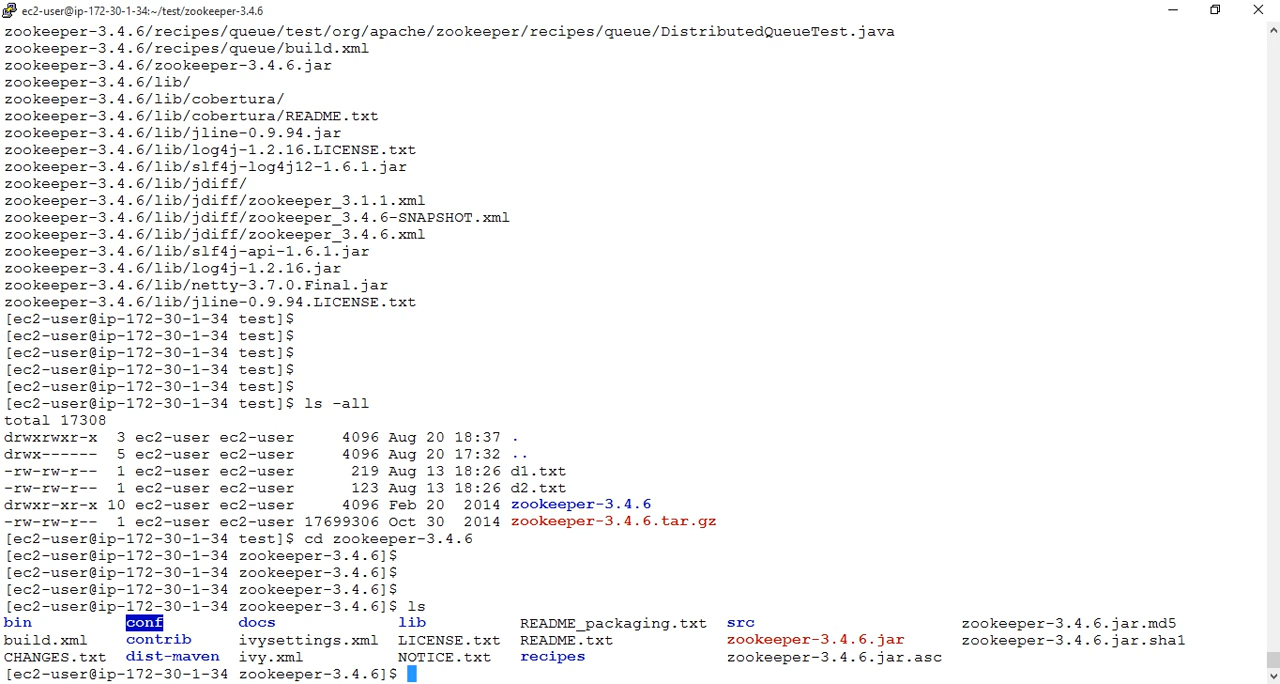 ec2-user@ip-172-30-1-34:~/test/zookeeper-3.4.6
zookeeper-3.4.6/recipes/queue/test/org/apache/zookeeper/recipes/queue/DistributedQueueTest.java
zookeeper-3.4.6/recipes/queue/build.xml
zookeeper-3.4.6/zookeeper-3.4.6.jar
zookeeper-3.4.6/lib/
zookeeper-3.4.6/lib/cobertura/
zookeeper-3.4.6/lib/cobertura/README.txt
zookeeper-3.4.6/lib/jline-0.9.94.jar
zookeeper-3.4.6/lib/log4j-1.2.16.LICENSE.txt
zookeeper-3.4.6/lib/slf4j-log4j12-1.6.1.jar
zookeeper-3.4.6/lib/jdiff/
zookeeper-3.4.6/lib/jdiff/zookeeper_3.1.1.xml
zookeeper-3.4.6/lib/jdiff/zookeeper_3.4.6-SNAPSHOT.xml
zookeeper-3.4.6/lib/jdiff/zookeeper_3.4.6.xml
zookeeper-3.4.6/lib/slf4j-api-1.6.1.jar
zookeeper-3.4.6/lib/log4j-1.2.16.jar
zookeeper-3.4.6/lib/netty-3.7.0.Final.jar
zookeeper-3.4.6/lib/jline-0.9.94.LICENSE.txt
[ec2-user@ip-172-30-1-34 test]$
[ec2-user@ip-172-30-1-34 test]$
[ec2-user@ip-172-30-1-34 test]$
[ec2-user@ip-172-30-1-34 test]$
[ec2-user@ip-172-30-1-34 test]$
[ec2-user@ip-172-30-1-34 test]$ ls -all
total 17308
drwxrwxr-x  3 ec2-user ec2-user     4096 Aug 20 18:37 .
drwx------  5 ec2-user ec2-user     4096 Aug 20 17:32 ..
-rw-rw-r--  1 ec2-user ec2-user      219 Aug 13 18:26 d1.txt
-rw-rw-r--  1 ec2-user ec2-user      123 Aug 13 18:26 d2.txt
drwxr-xr-x 10 ec2-user ec2-user     4096 Feb 20  2014 zookeeper-3.4.6
-rw-rw-r--  1 ec2-user ec2-user 17699306 Oct 30  2014 zookeeper-3.4.6.tar.gz
[ec2-user@ip-172-30-1-34 test]$ cd zookeeper-3.4.6
[ec2-user@ip-172-30-1-34 zookeeper-3.4.6]$
[ec2-user@ip-172-30-1-34 zookeeper-3.4.6]$
[ec2-user@ip-172-30-1-34 zookeeper-3.4.6]$
[ec2-user@ip-172-30-1-34 zookeeper-3.4.6]$ ls
bin         conf        docs             lib          README_packaging.txt  src                    zookeeper-3.4.6.jar.md5
build.xml   contrib     ivysettings.xml  LICENSE.txt  README.txt            zookeeper-3.4.6.jar    zookeeper-3.4.6.jar.sha1
CHANGES.txt  dist-maven  ivy.xml          NOTICE.txt   recipes               zookeeper-3.4.6.jar.asc
[ec2-user@ip-172-30-1-34 zookeeper-3.4.6]$